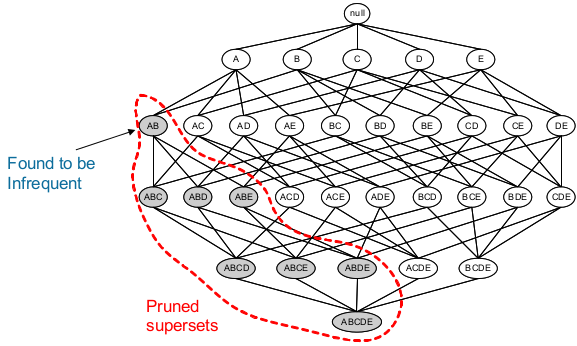 null
A B C D E
AB AC AD AE BC BD BE CD CE DE
Found to be
Infrequent
ABC ABD ABE ACD ACE ADE BCD BCE BDE CDE
ABCD ABCE ABDE ACDE BCDE
Pruned
supersets
ABCDE